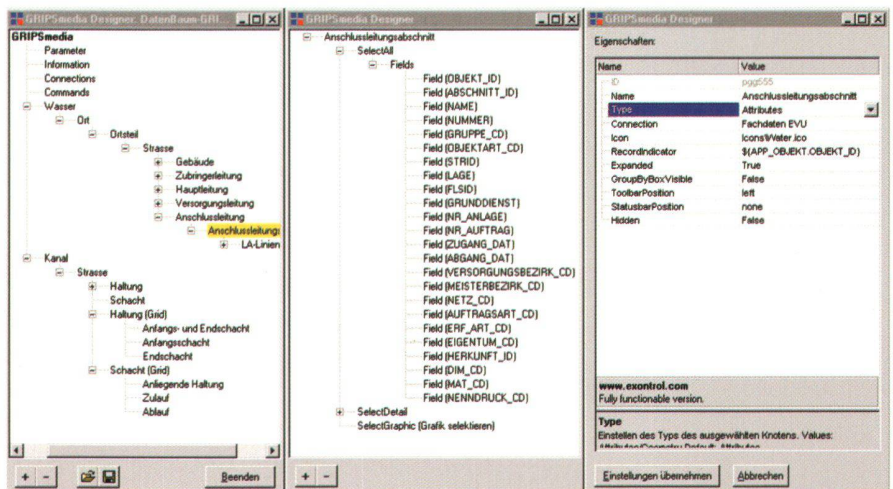 GRIPSmedia Designer. DatenBaum-GRI...
GRIPSmedia
Parameter
Information
Connections
Commands
Wasser
Ort
Ortsteil
Strasse
Gebäude
Zubringerleitung
Hauptleitung
Versorgungsleitung
Anschlussleitung
Anschlussleitungs
LA-Linien
Kanal
Strasse
Haltung
Schacht
Haltung (Grid)
Anfangs- und Endschacht
Anfangsschacht
Endschacht
Schacht (Grid)
Anliegende Haltung
Zulauf
Ablauf
+ - Beenden
GRIPSmedia Designer
Anschlussleitungsabschnitt
SelectAll
Fields
Field (OBJEKT_ID)
Field (ABSCHNITT_ID)
Field (NAME)
Field (NUMMER)
Field (GRUPPE_CD)
Field (OBJEKTART_CD)
Field (STRID)
Field (LAGE)
Field (FLSID)
Field (GRUNDDIENST)
Field (NR_ANLAGE)
Field (NR_AUFTRAG)
Field (ZUGANG_DAT)
Field (ABGANG_DAT)
Field (VERSORGUNGSBEZIRK_CD)
Field (MEISTERBEZIRK_CD)
Field (NETZ_CD)
Field (AUFTRAGSART_CD)
Field (ERF_ART_CD)
Field (EIGENTUM_CD)
Field (HERKUNFT_ID)
Field (DIM_CD)
Field (MAT_CD)
Field (NENNDRUCK_CD)
SelectDetail
SelectGraphic (Grafik selektieren)
+ -
GRIPSmedia Designer
Eigenschaften:
Name Value
ID pgg555
Name Anschlussleitungsabschnitt
Type Attributes
Connection Fachdaten EVU
Icon Icons\Water.ico
RecordIndicator $(APP_OBJEKT.OBJEKT_ID)
Expanded True
GroupByBoxVisible False
ToolbarPosition left
StatusbarPosition none
Hidden False
www.exontrol.com
Fully functionable version.
Type
Einstellen des Typs des ausgewählten Knotens. Values:
Attributes/Geometry Default: Attributes
Einstellungen übernehmen Abbrechen